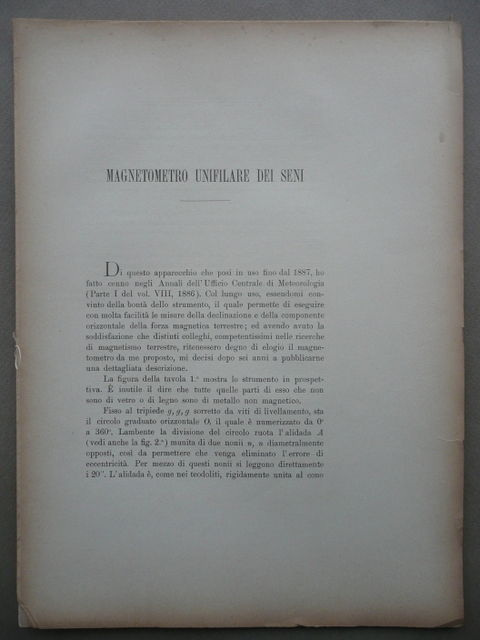 MAGNETOMETRO UNIFILARE DEI SENI
Di questo apparecchio che posi in uso fino dal 1887, ho
fatto cenno negli Annali dell'Ufficio Centrale di Meteorologia
(Parte I del vol. VIII, 1886). Col lungo uso, essendomi con-
vinto della bontà dello strumento, il quale permette di eseguire
con molta facilità le misure della declinazione e della componente
orizzontale della forza magnetica terrestre; ed avendo avuto la
soddisfazione che distinti colleghi, competentissimi nelle ricerche
di magnetismo terrestre, ritenessero degno di elogio il magne-
tometro da me proposto, mi decisi dopo sei anni a pubblicarne
una dettagliata descrizione.
La figura della tavola 1.ª mostra lo strumento in prospet-
tiva. È inutile il dire che tutte quelle parti di esso che non
sono di vetro o di legno sono di metallo non magnetico.
Fisso al tripiede g, g, g sorretto da viti di livellamento, sta
il circolo graduato orizzontale O, il quale è numerizzato da 0°
a 360°. Lambente la divisione del circolo ruota l'alidada A
(vedi anche la fig. 2.ª) munita di due nonii n, n diametralmente
opposti, così da permettere che venga eliminato l'errore di
eccentricità. Per mezzo di questi nonii si leggono direttamente
i 20". L'alidada è, come nei teodoliti, rigidamente unita al cono